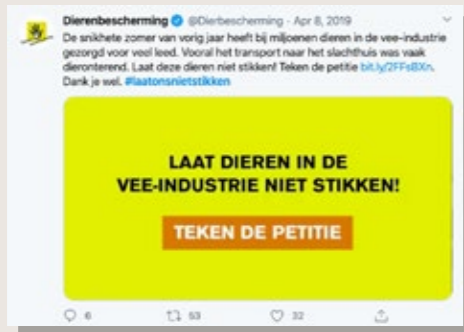 Dierenbescherming @Dierbescherming · Apr 8, 2019
De snikhete zomer van vorig jaar heeft bij miljoenen dieren in de vee-industrie
gezorgd voor veel leed. Vooral het transport naar het slachthuis was vaak
dieronterend. Laat deze dieren niet stikken! Teken de petitie bit.ly/2FFsBXn.
Dank je wel. #laatonsnietstikken
LAAT DIEREN IN DE
VEE-INDUSTRIE NIET STIKKEN!
TEKEN DE PETITIE
6 53 32